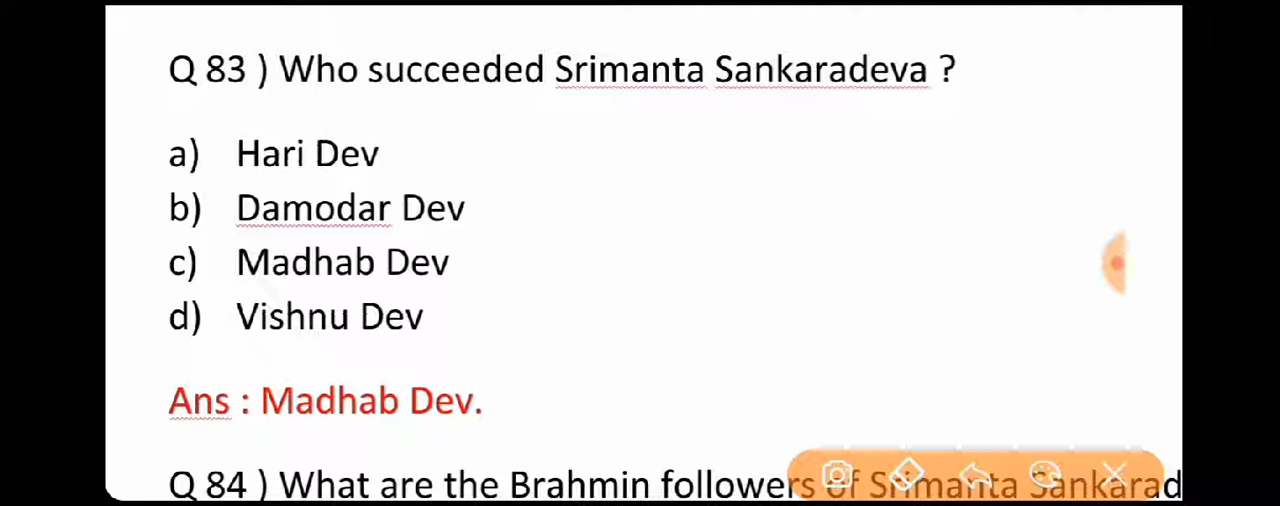 Q 83 ) Who succeeded Srimanta Sankaradeva ?
a) Hari Dev
b) Damodar Dev
c) Madhab Dev
d) Vishnu Dev
Ans : Madhab Dev.
Q 84 ) What are the Brahmin followers of Srimanta Sankarad